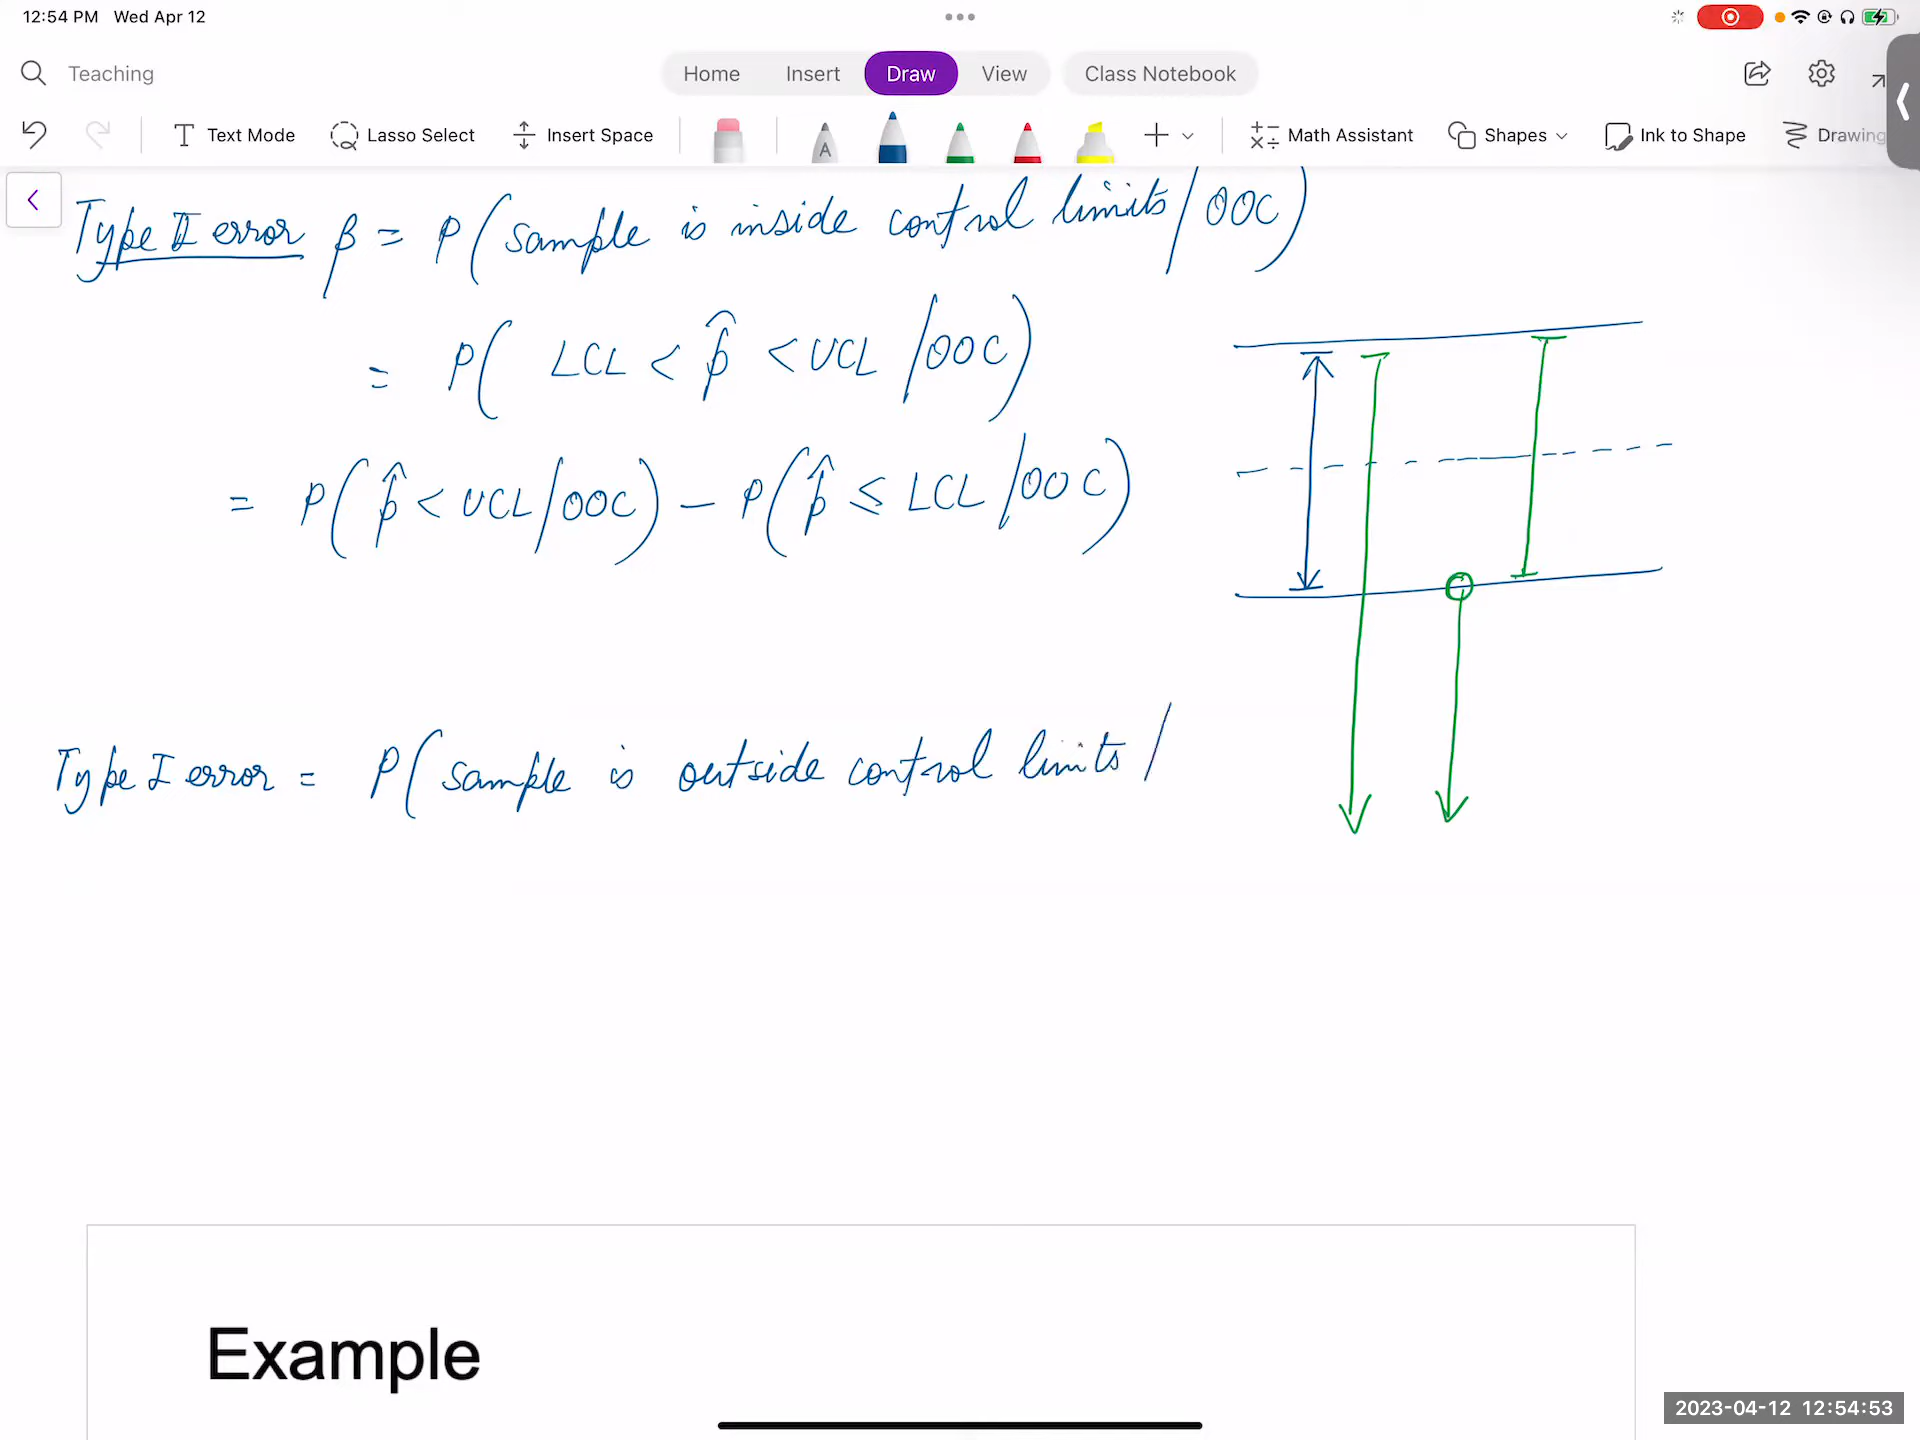 12:54 PM Wed Apr 12
Teaching
Home Insert Draw View Class Notebook
Text Mode Lasso Select Insert Space A Math Assistant Shapes Ink to Shape Drawing
Type II error β = P( sample is inside control limits / OOC )
= P( LCL < p̂ < UCL / OOC )
= P( p̂ < UCL / OOC ) - P( p̂ ≤ LCL / OOC )
Type I error = P( sample is outside control limits /
Example
2023-04-12 12:54:53